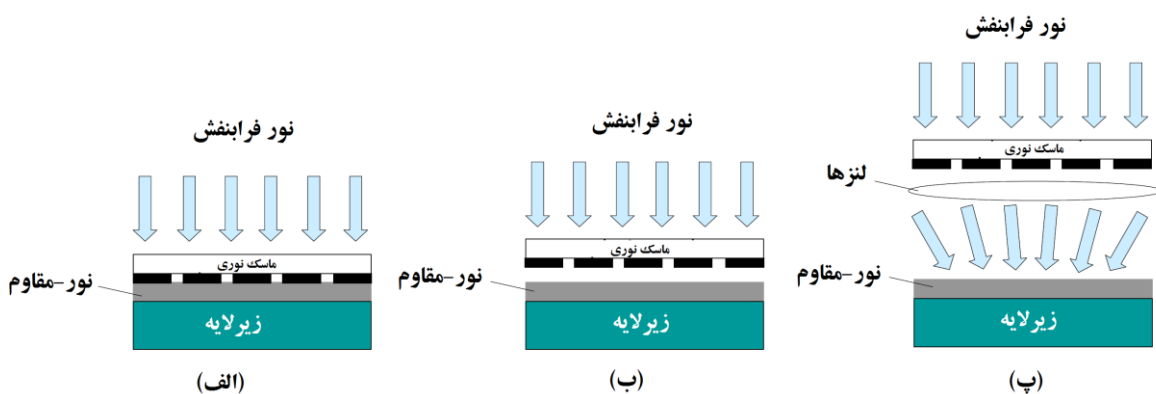 نور فرابنفش
ماسک نوری
لنزها
نور-مقاوم
زیرلایه
(پ)
نور فرابنفش
ماسک نوری
نور-مقاوم
زیرلایه
(ب)
نور فرابنفش
ماسک نوری
نور-مقاوم
زیرلایه
(الف)